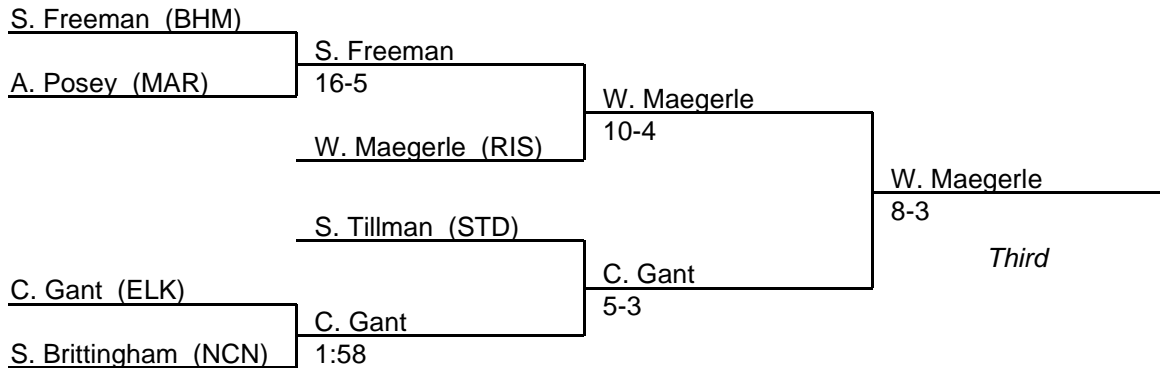 S. Freeman (BHM)
S. Freeman
A. Posey (MAR)
16-5
W. Maegerle
10-4
W. Maegerle (RIS)
W. Maegerle
8-3
S. Tillman (STD)
Third
C. Gant (ELK)
C. Gant
5-3
C. Gant
S. Brittingham (NCN)
1:58